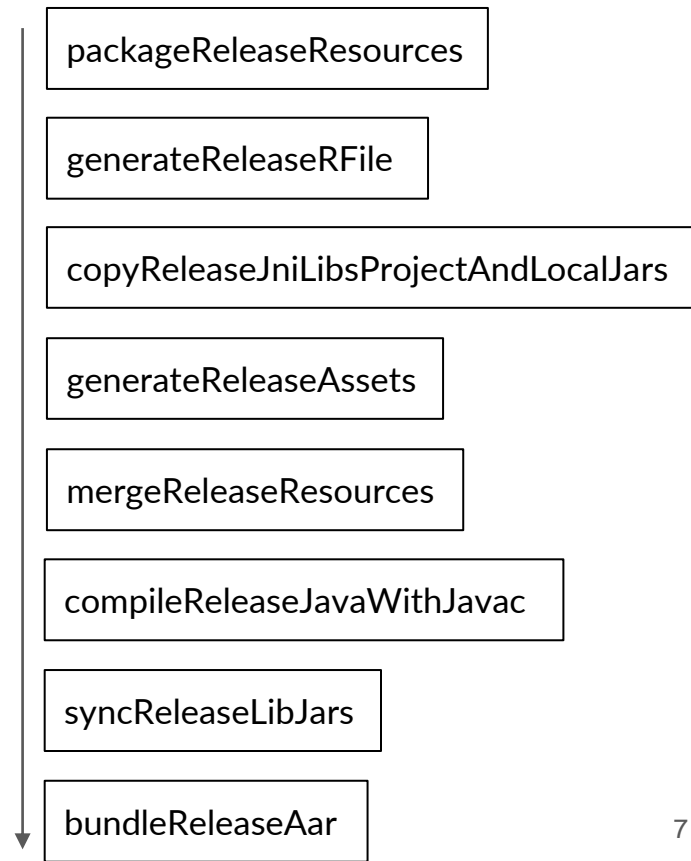 packageReleaseResources
generateReleaseRFile
copyReleaseJniLibsProjectAndLocalJars
generateReleaseAssets
mergeReleaseResources
compileReleaseJavaWithJavac
syncReleaseLibJars
bundleReleaseAar
7